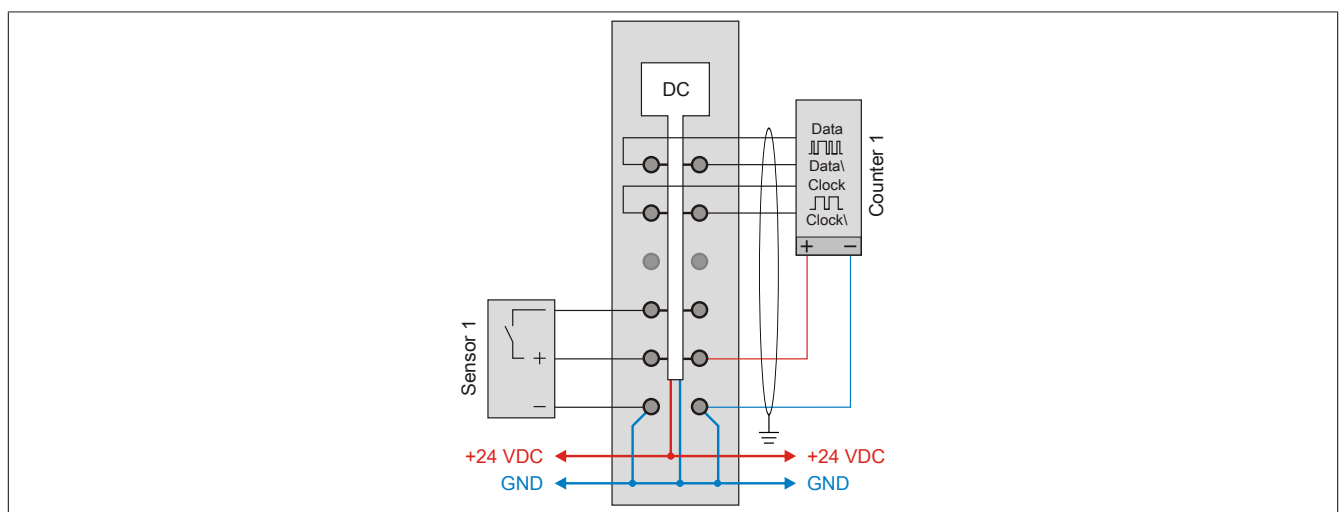 DC
Data
Data\
Clock
Clock\
+ −
Counter 1
Sensor 1
+
−
+24 VDC +24 VDC
GND GND